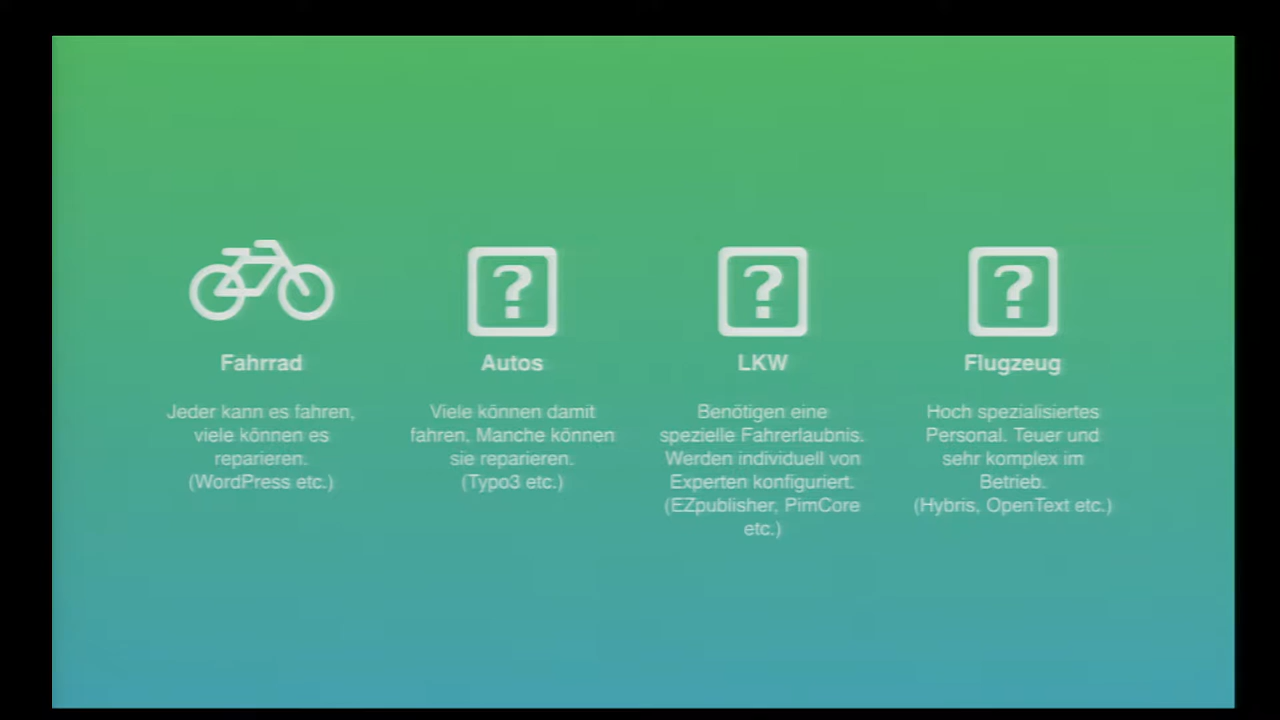 Fahrrad
Jeder kann es fahren,
viele können es
reparieren.
(WordPress etc.)
?
Autos
Viele können damit
fahren, Manche können
sie reparieren.
(Typo3 etc.)
?
LKW
Benötigen eine
spezielle Fahrerlaubnis.
Werden individuell von
Experten konfiguriert.
(EZpublisher, PimCore
etc.)
?
Flugzeug
Hoch spezialisiertes
Personal. Teuer und
sehr komplex im
Betrieb.
(Hybris, OpenText etc.)